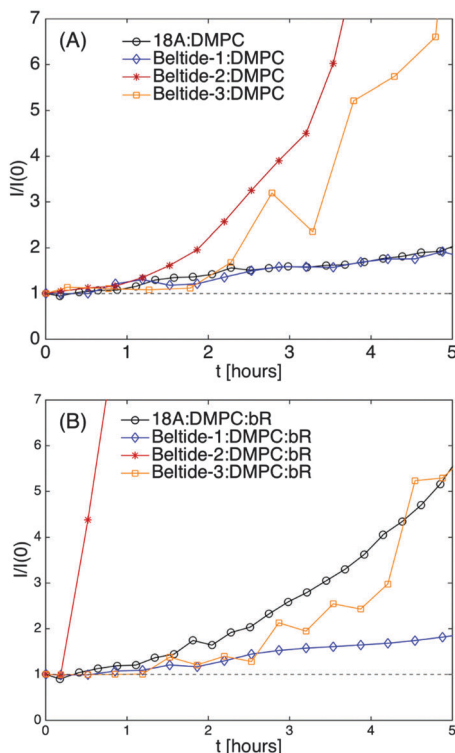 (A)
18A:DMPC
Beltide-1:DMPC
Beltide-2:DMPC
Beltide-3:DMPC
7
6
5
4
3
2
1
0
I/I(0)
0 1 2 3 4 5
t [hours]
(B)
18A:DMPC:bR
Beltide-1:DMPC:bR
Beltide-2:DMPC:bR
Beltide-3:DMPC:bR
7
6
5
4
3
2
1
0
I/I(0)
0 1 2 3 4 5
t [hours]